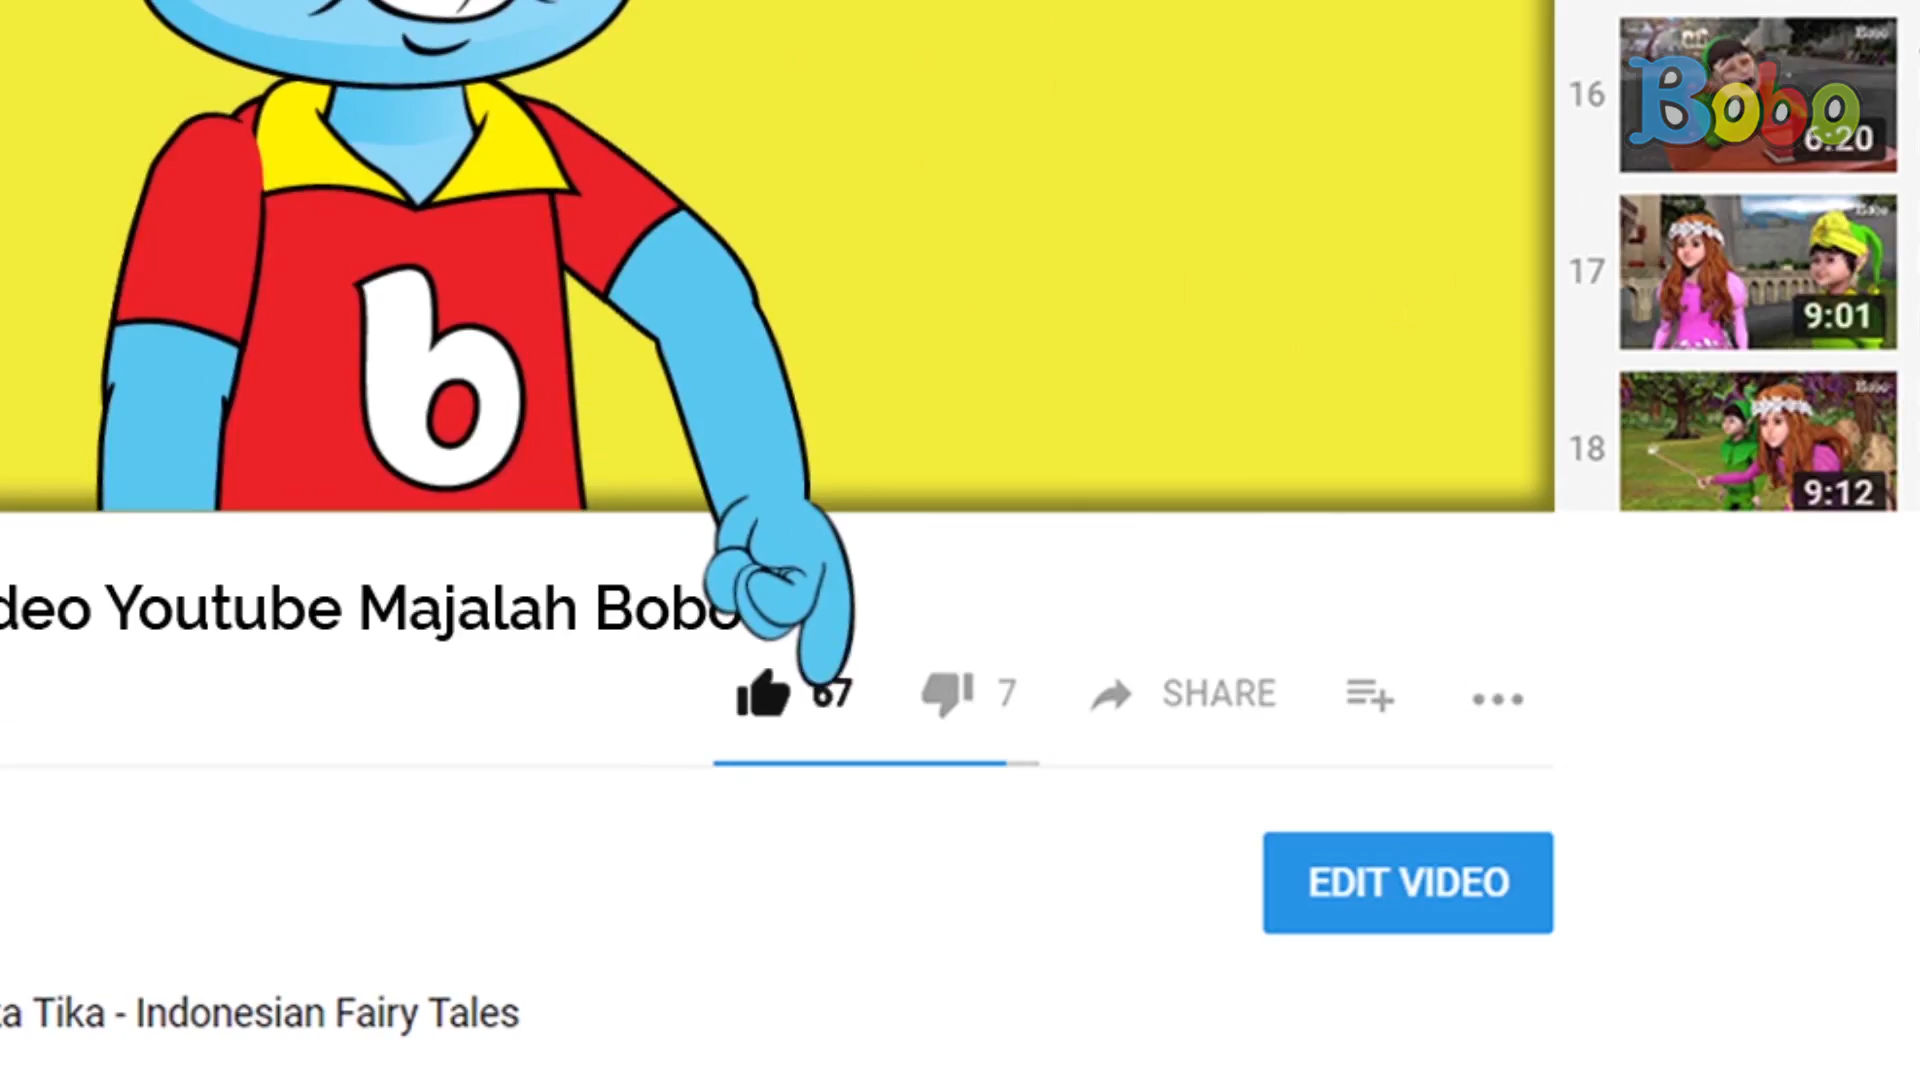 b
16
Bobo
6:20
17
9:01
18
9:12
deo Youtube Majalah Bobo
67
7
SHARE
EDIT VIDEO
a Tika - Indonesian Fairy Tales